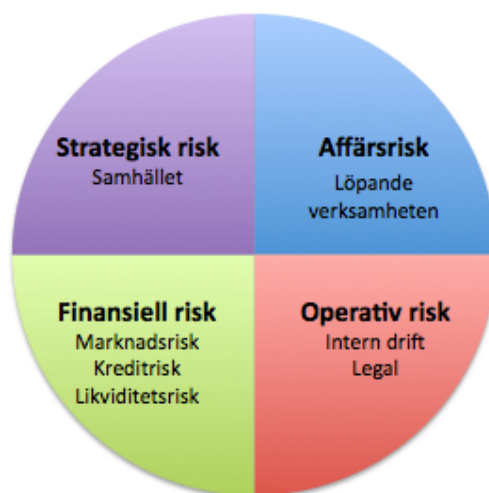 Strategisk risk
Samhället
Affärsrisk
Löpande
verksamheten
Finansiell risk
Marknadsrisk
Kreditrisk
Likviditetsrisk
Operativ risk
Intern drift
Legal